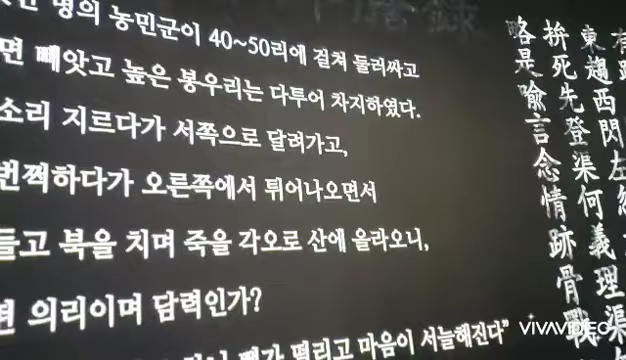 명의 농민군이 40~50리에 걸쳐 둘러싸고
면 빼앗고 높은 봉우리는 다투어 차지하였다.
소리 지르다가 서쪽으로 달려가고,
번쩍하다가 오른쪽에서 튀어나오면서
들고 북을 치며 죽을 각오로 산에 올라오니,
의리이며 담력인가?
떨리고 마음이 서늘해진다”
東趨西閃左忽
拚死先登渠何義理渠
略是喩言念情跡骨戰
VIVAVIDEO